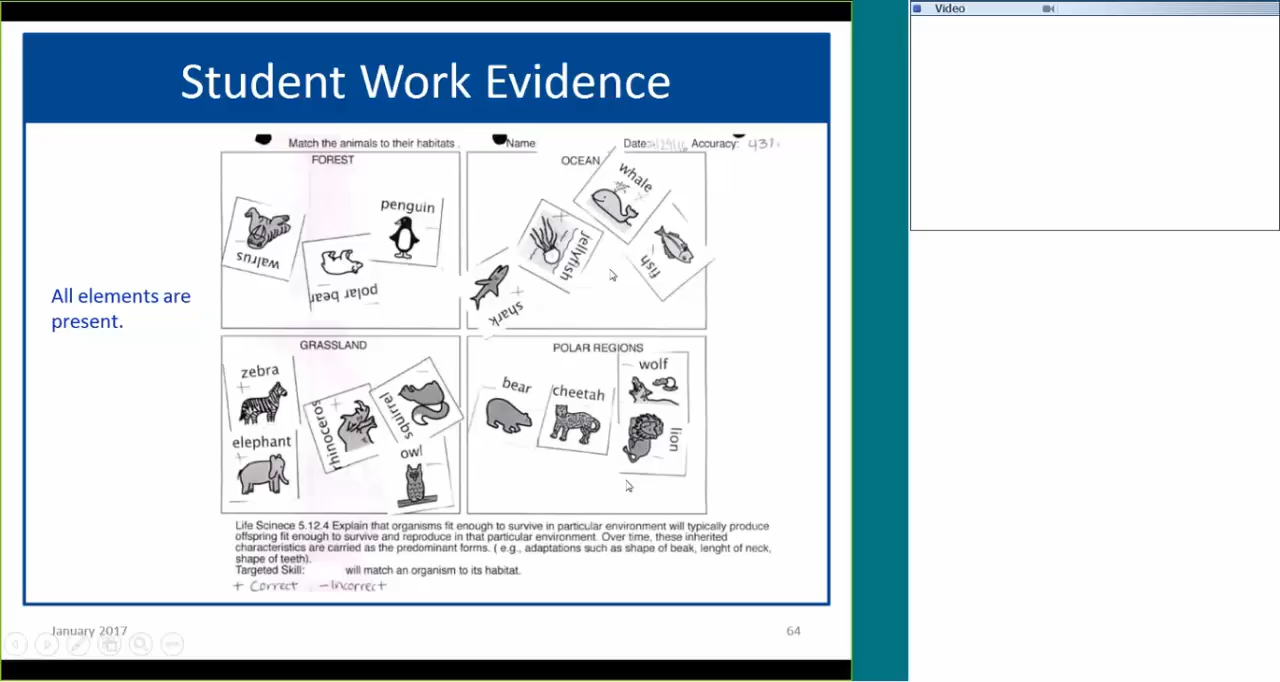 Video
Student Work Evidence
Match the animals to their habitats. Name Date: Accuracy: 43%
FOREST
OCEAN
whale
penguin
walrus
polar bear
jellyfish
fish
shark
All elements are
present.
GRASSLAND
POLAR REGIONS
zebra
bear
cheetah
wolf
rhinoceros
squirrel
elephant
owl
lion
Life Scinece 5.12.4 Explain that organisms fit enough to survive in particular environment will typically produce
offspring fit enough to survive and reproduce in that particular environment. Over time, these inherited
characteristics are carried as the predominant forms. ( e.g., adaptations such as shape of beak, lenght of neck,
shape of teeth).
Targeted Skill: will match an organism to its habitat.
+ Correct - Incorrect
January 2017
64